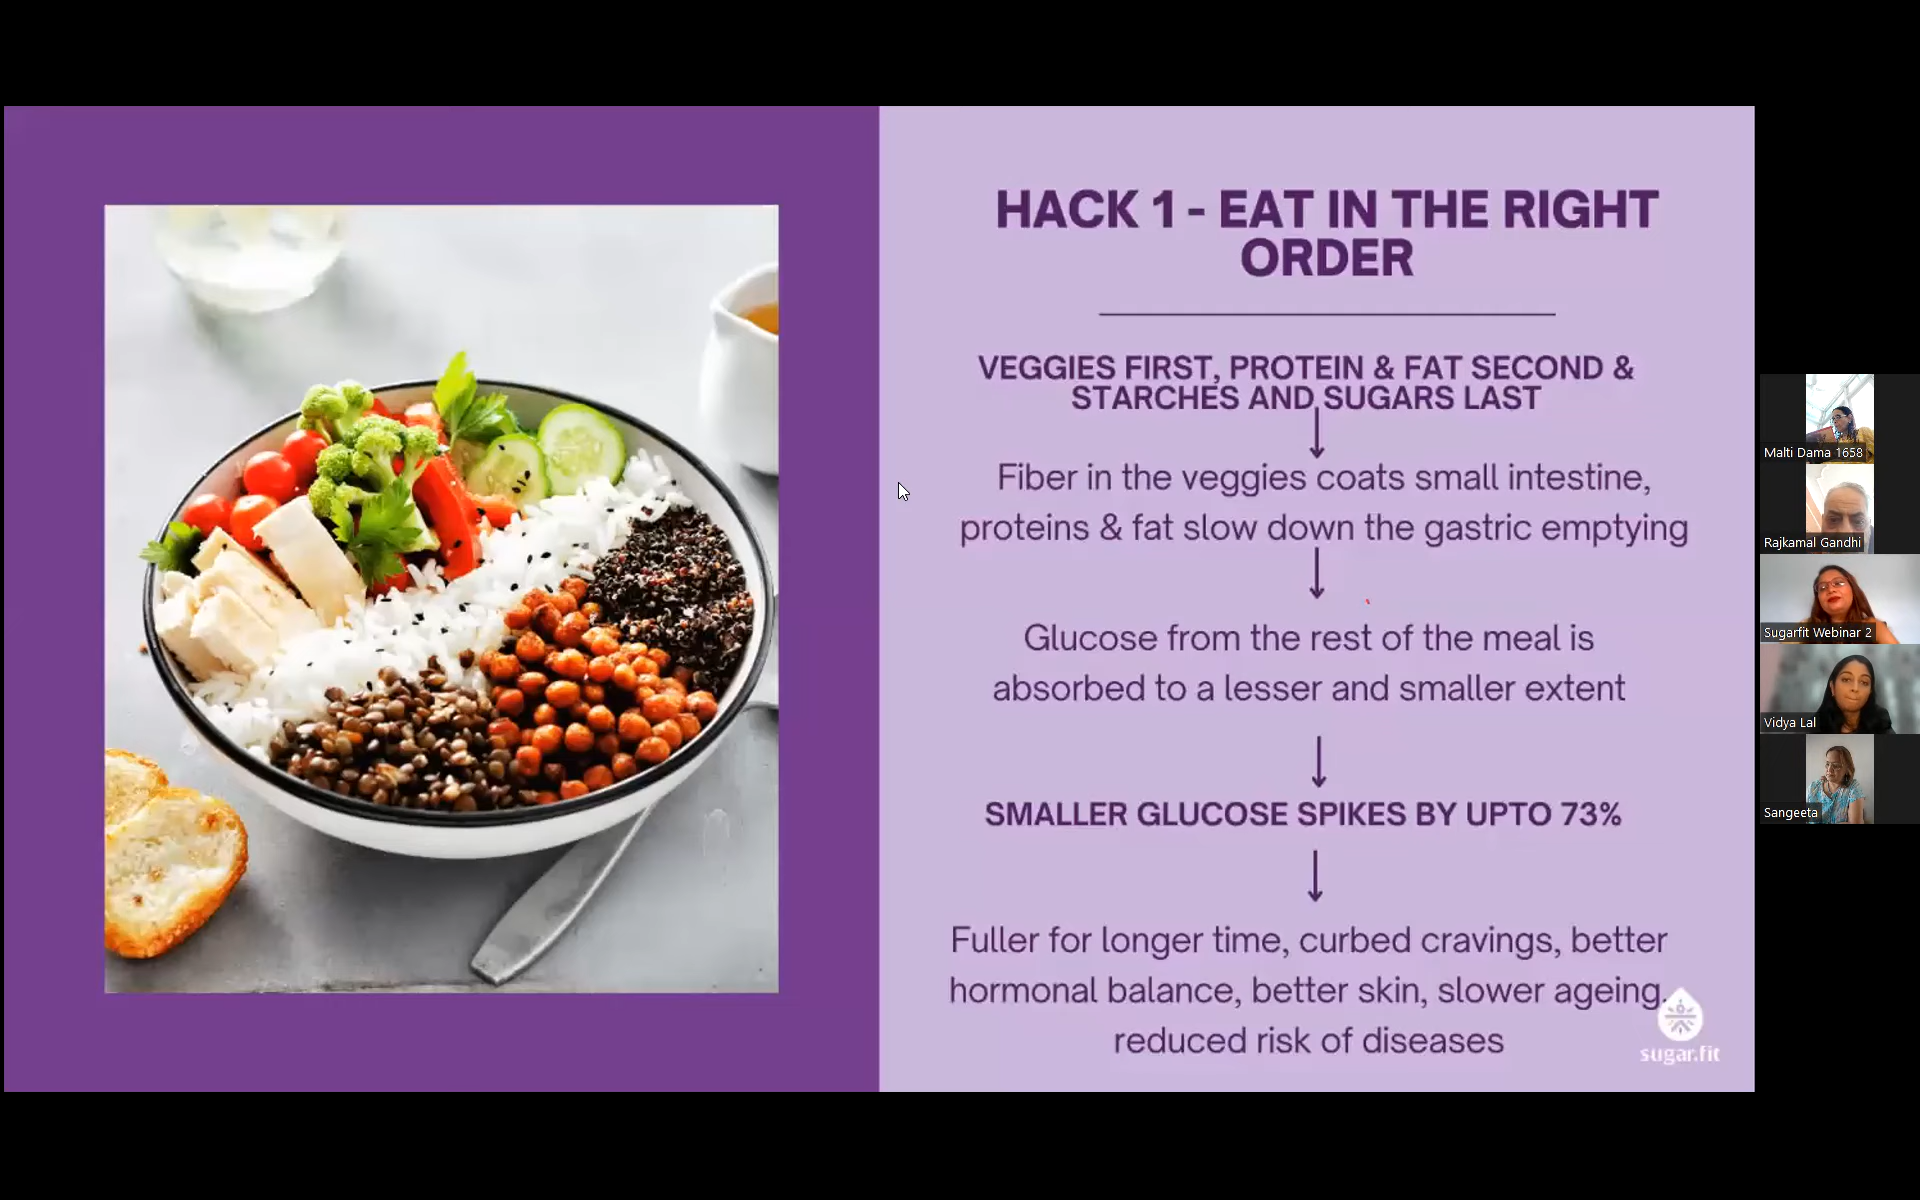 HACK 1 - EAT IN THE RIGHT
ORDER
VEGGIES FIRST, PROTEIN & FAT SECOND &
STARCHES AND SUGARS LAST
Fiber in the veggies coats small intestine,
proteins & fat slow down the gastric emptying
Glucose from the rest of the meal is
absorbed to a lesser and smaller extent
SMALLER GLUCOSE SPIKES BY UPTO 73%
Fuller for longer time, curbed cravings, better
hormonal balance, better skin, slower ageing,
reduced risk of diseases
sugar.fit
Malti Dama 1658
Rajkamal Gandhi
Sugarfit Webinar 2
Vidya Lal
Sangeeta